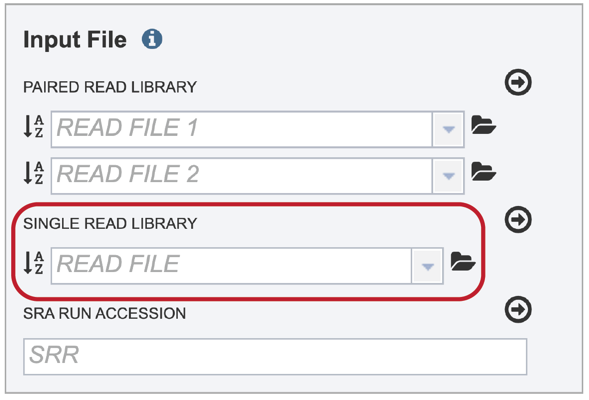 Input File i
PAIRED READ LIBRARY
A Z READ FILE 1
A Z READ FILE 2
SINGLE READ LIBRARY
A Z READ FILE
SRA RUN ACCESSION
SRR